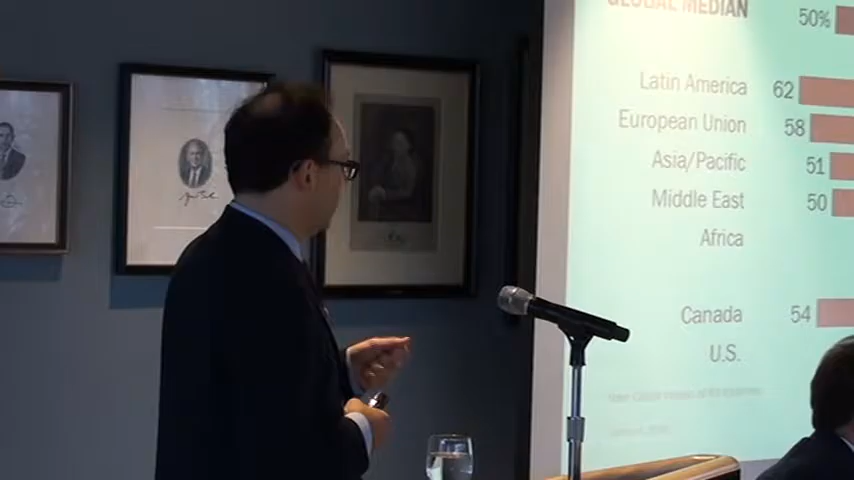 GLOBAL MEDIAN 50%
Latin America 62
European Union 58
Asia/Pacific 51
Middle East 50
Africa
Canada 54
U.S.